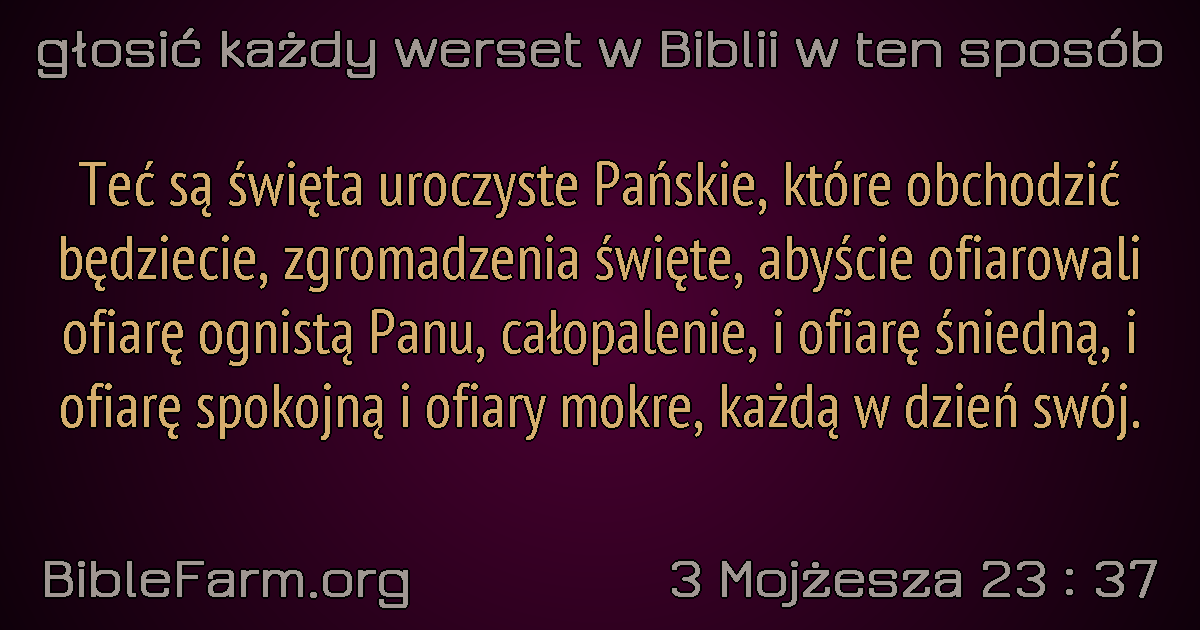 głosić każdy werset w Biblii w ten sposób
Teć są święta uroczyste Pańskie, które obchodzić
będziecie, zgromadzenia święte, abyście ofiarowali
ofiarę ognistą Panu, całopalenie, i ofiarę śniedną, i
ofiarę spokojną i ofiary mokre, każdą w dzień swój.
BibleFarm.org
3 Mojżesza 23 : 37